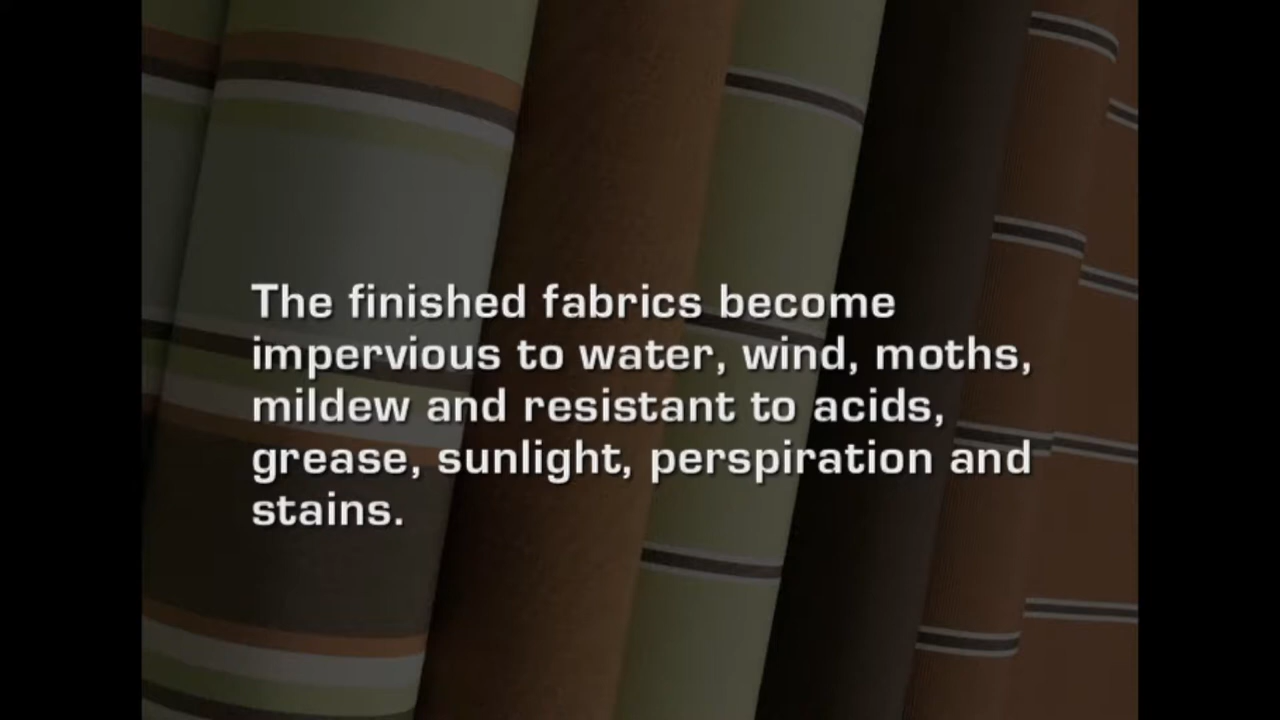 The finished fabrics become
impervious to water, wind, moths,
mildew and resistant to acids,
grease, sunlight, perspiration and
stains.